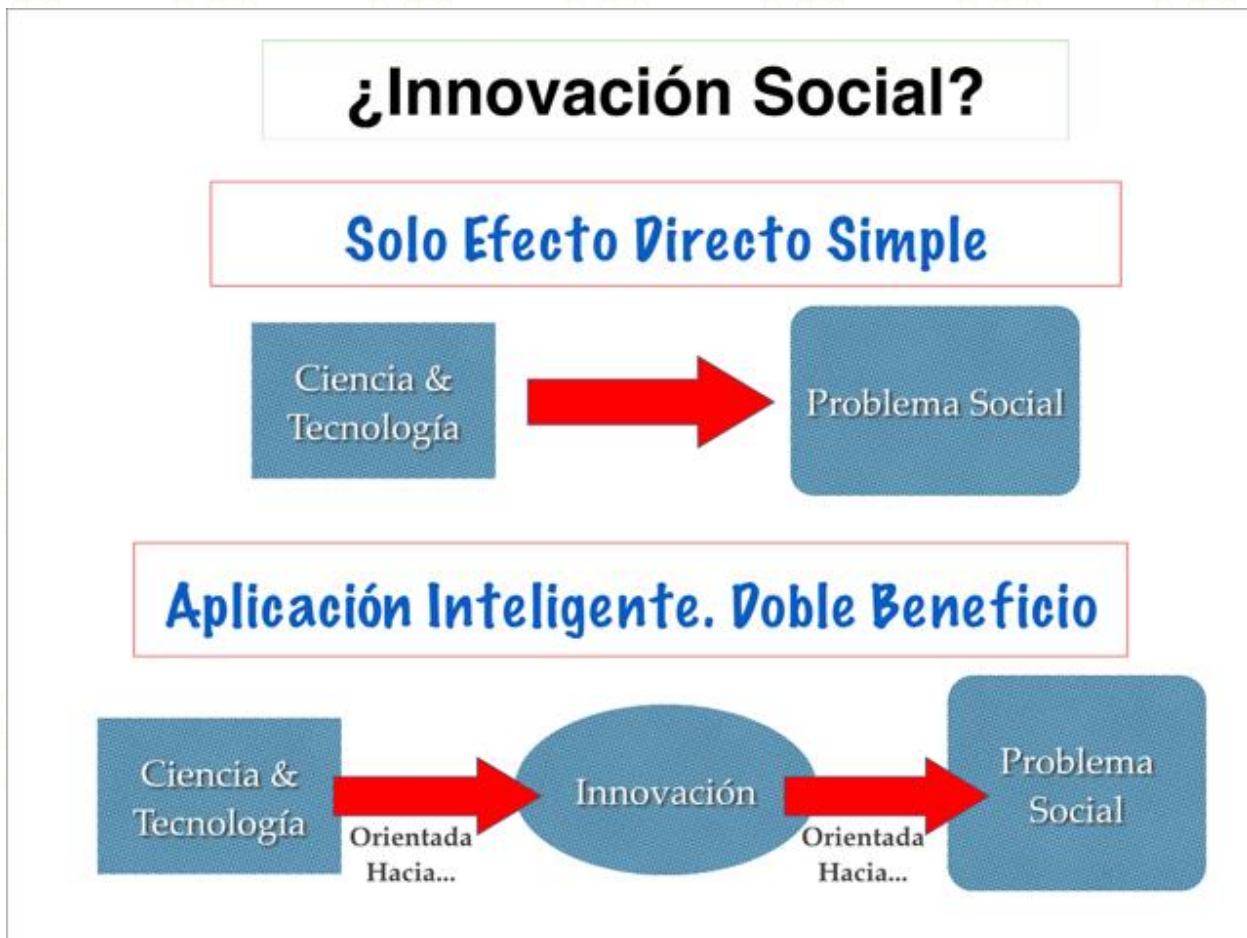 ¿Innovación Social?
Solo Efecto Directo Simple
Ciencia &
Tecnología
Problema Social
Aplicación Inteligente. Doble Beneficio
Ciencia &
Tecnología
Orientada
Hacia...
Innovación
Orientada
Hacia...
Problema
Social